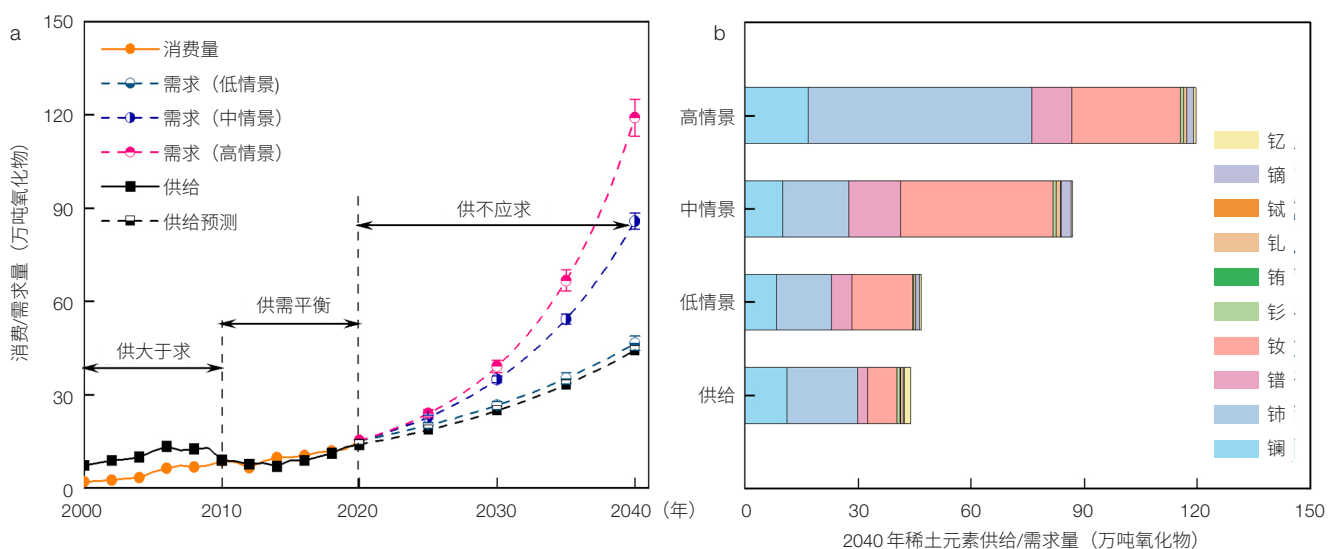 a
150
120
90
60
30
0
消费/需求量（万吨氧化物）
消费量
需求（低情景)
需求（中情景）
需求（高情景）
供给
供给预测
供大于求
供需平衡
供不应求
2000
2010
2020
2030
2040
（年）
b
高情景
中情景
低情景
供给
钇
镝
铽
钆
铕
钐
钕
镨
铈
镧
0
30
60
90
120
150
2040 年稀土元素供给/需求量（万吨氧化物）